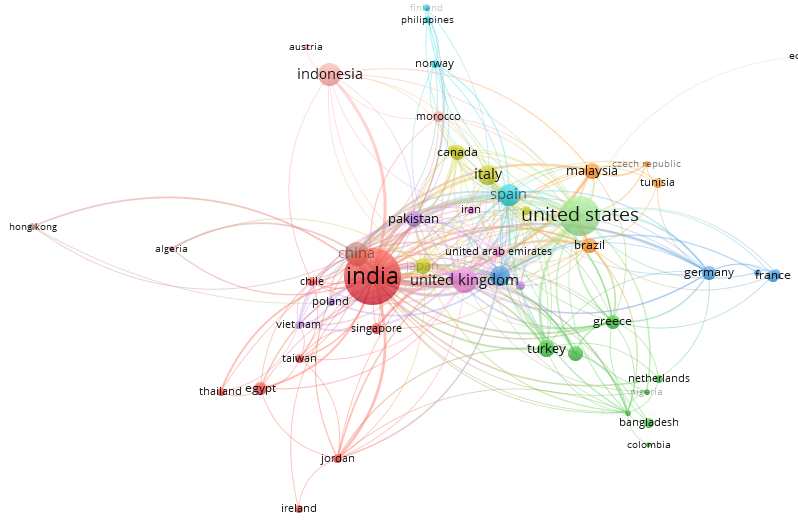 finland
philippines
austria
ec
norway
indonesia
morocco
canada
czech republic
italy
malaysia
tunisia
spain
iran
pakistan
united states
hong kong
algeria
china
united arab emirates
brazil
japan
india
united kingdom
germany
france
chile
poland
viet nam
singapore
greece
turkey
taiwan
netherlands
thailand
egypt
nigeria
bangladesh
colombia
jordan
ireland